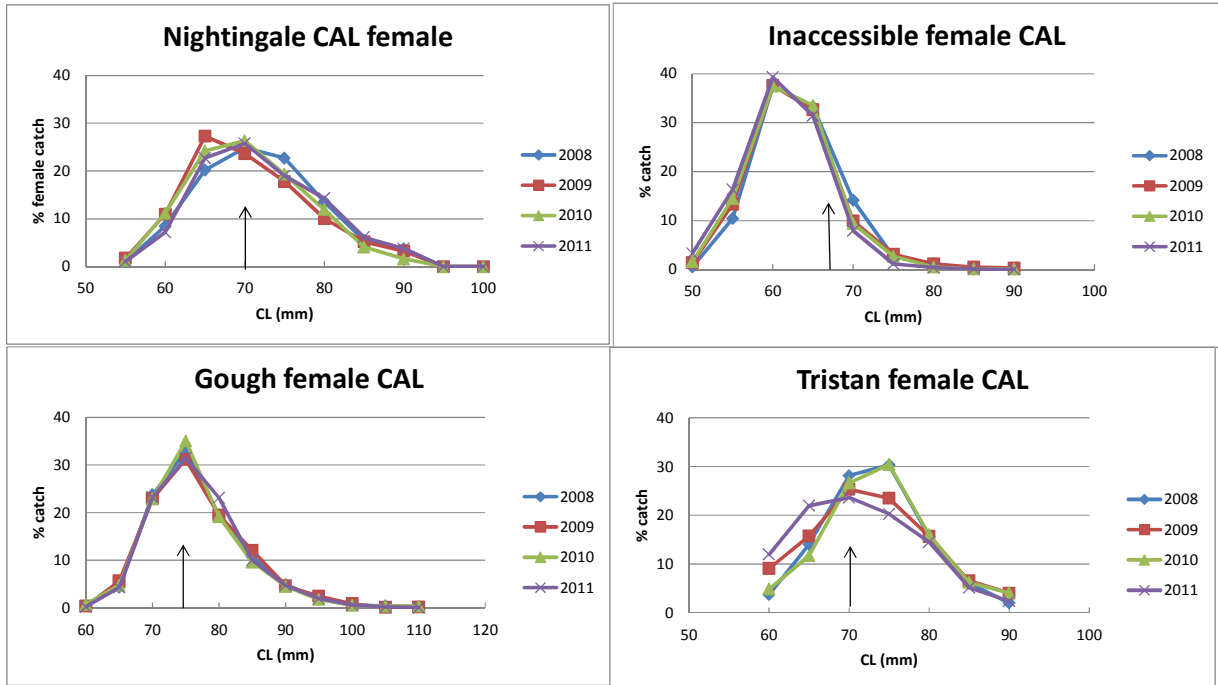 Nightingale CAL female
40
30
20
10
0
% female catch
50 60 70 80 90 100
CL (mm)
2008
2009
2010
2011
Inaccessible female CAL
40
30
20
10
0
% catch
50 60 70 80 90 100
CL (mm)
2008
2009
2010
2011
Gough female CAL
40
30
20
10
0
% catch
60 70 80 90 100 110 120
CL (mm)
2008
2009
2010
2011
Tristan female CAL
40
30
20
10
0
% catch
50 60 70 80 90 100
CL (mm)
2008
2009
2010
2011